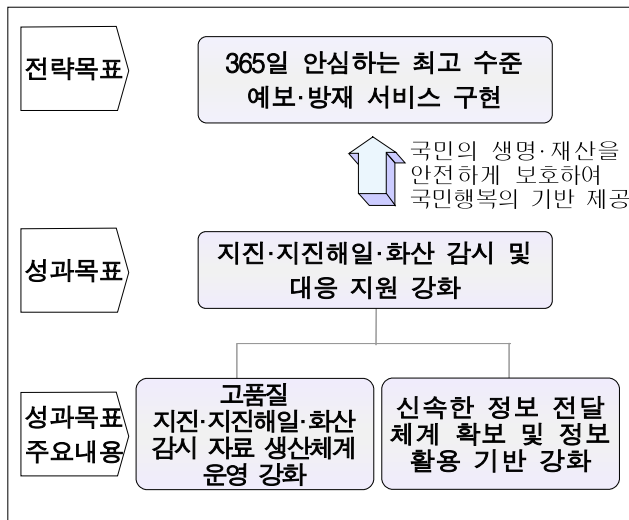 전략목표
365일 안심하는 최고 수준
예보·방재 서비스 구현
국민의 생명·재산을
안전하게 보호하여
국민행복의 기반 제공
성과목표
지진·지진해일·화산 감시 및
대응 지원 강화
성과목표
주요내용
고품질
지진·지진해일·화산
감시 자료 생산체계
운영 강화
신속한 정보 전달
체계 확보 및 정보
활용 기반 강화